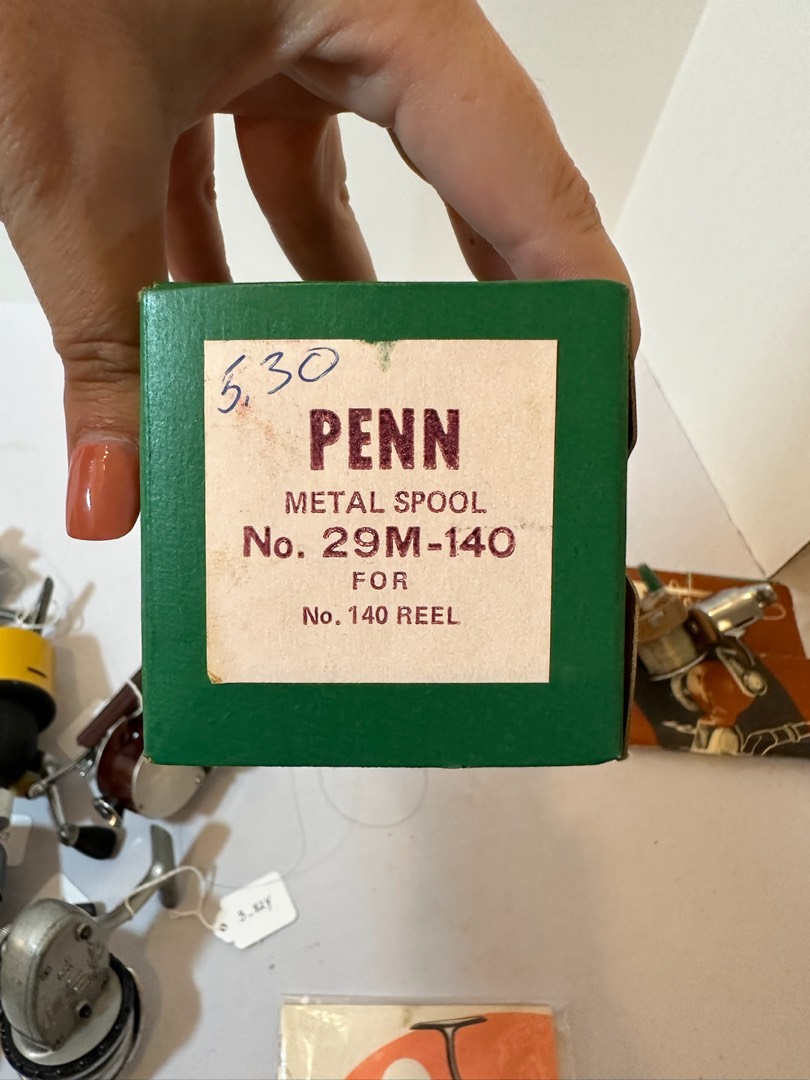 5.30
PENN
METAL SPOOL
No. 29M-140
FOR
No. 140 REEL